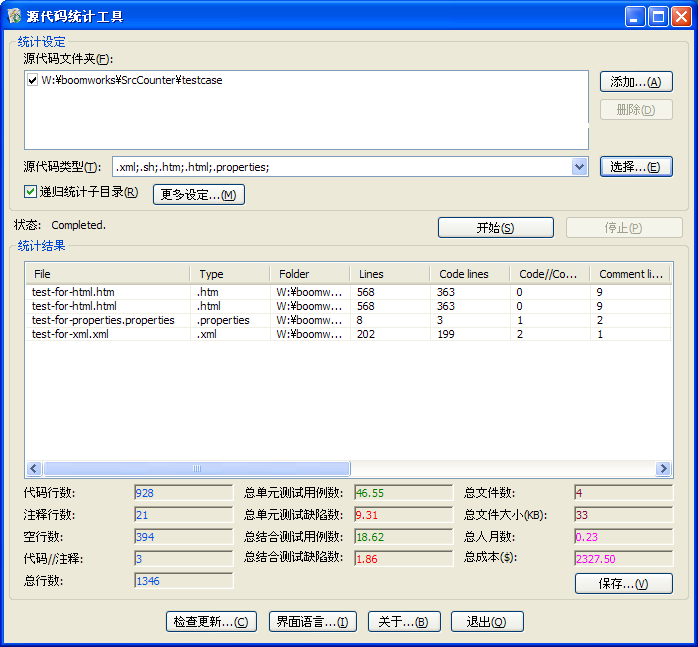 源代码统计工具
统计设定
源代码文件夹(F):
W:¥boomworks¥SrcCounter¥testcase
添加...(A)
删除(D)
源代码类型(T): .xml;.sh;.htm;.html;.properties; 选择...(E)
递归统计子目录(R) 更多设定...(M)
状态: Completed. 开始(S) 停止(P)
统计结果
File Type Folder Lines Code lines Code//Co... Comment li...
test-for-html.htm .htm W:¥boomw... 568 363 0 9
test-for-html.html .html W:¥boomw... 568 363 0 9
test-for-properties.properties .properties W:¥boomw... 8 3 1 2
test-for-xml.xml .xml W:¥boomw... 202 199 2 1
代码行数: 928 总单元测试用例数: 46.55 总文件数: 4
注释行数: 21 总单元测试缺陷数: 9.31 总文件大小(KB): 33
空行数: 394 总结合测试用例数: 18.62 总人月数: 0.23
代码//注释: 3 总结合测试缺陷数: 1.86 总成本($): 2327.50
总行数: 1346 保存...(V)
检查更新...(C) 界面语言...(I) 关于...(B) 退出(Q)